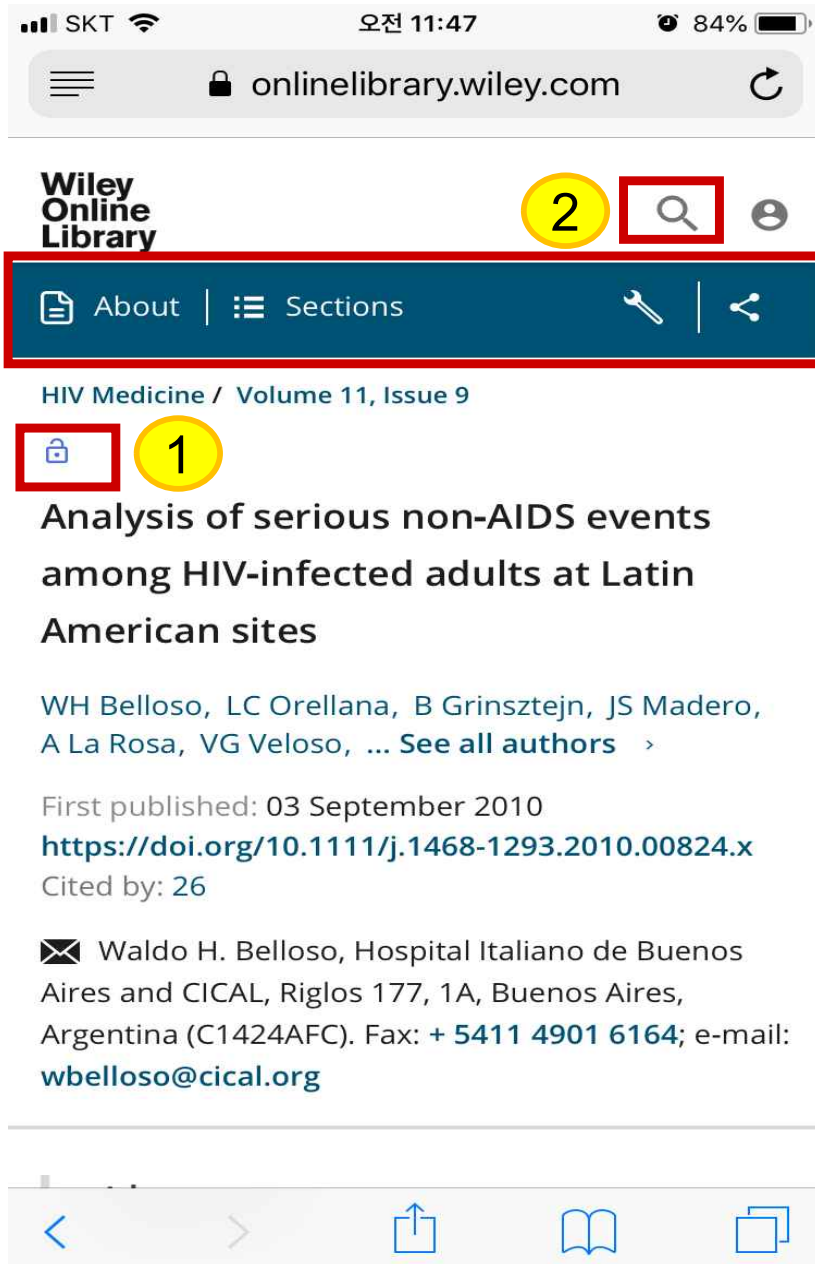 SKT 오전 11:47 84%
onlinelibrary.wiley.com
Wiley
Online
Library
2
About | Sections
HIV Medicine / Volume 11, Issue 9
1
Analysis of serious non-AIDS events
among HIV-infected adults at Latin
American sites
WH Belloso, LC Orellana, B Grinsztejn, JS Madero,
A La Rosa, VG Veloso, ... See all authors ›
First published: 03 September 2010
https://doi.org/10.1111/j.1468-1293.2010.00824.x
Cited by: 26
Waldo H. Belloso, Hospital Italiano de Buenos
Aires and CICAL, Riglos 177, 1A, Buenos Aires,
Argentina (C1424AFC). Fax: + 5411 4901 6164; e-mail:
wbelloso@cical.org